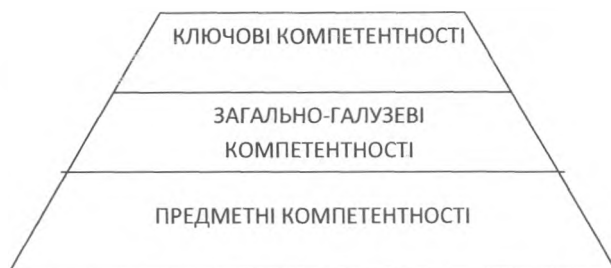 КЛЮЧОВІ КОМПЕТЕНТНОСТІ
ЗАГАЛЬНО-ГАЛУЗЕВІ
КОМПЕТЕНТНОСТІ
ПРЕДМЕТНІ КОМПЕТЕНТНОСТІ